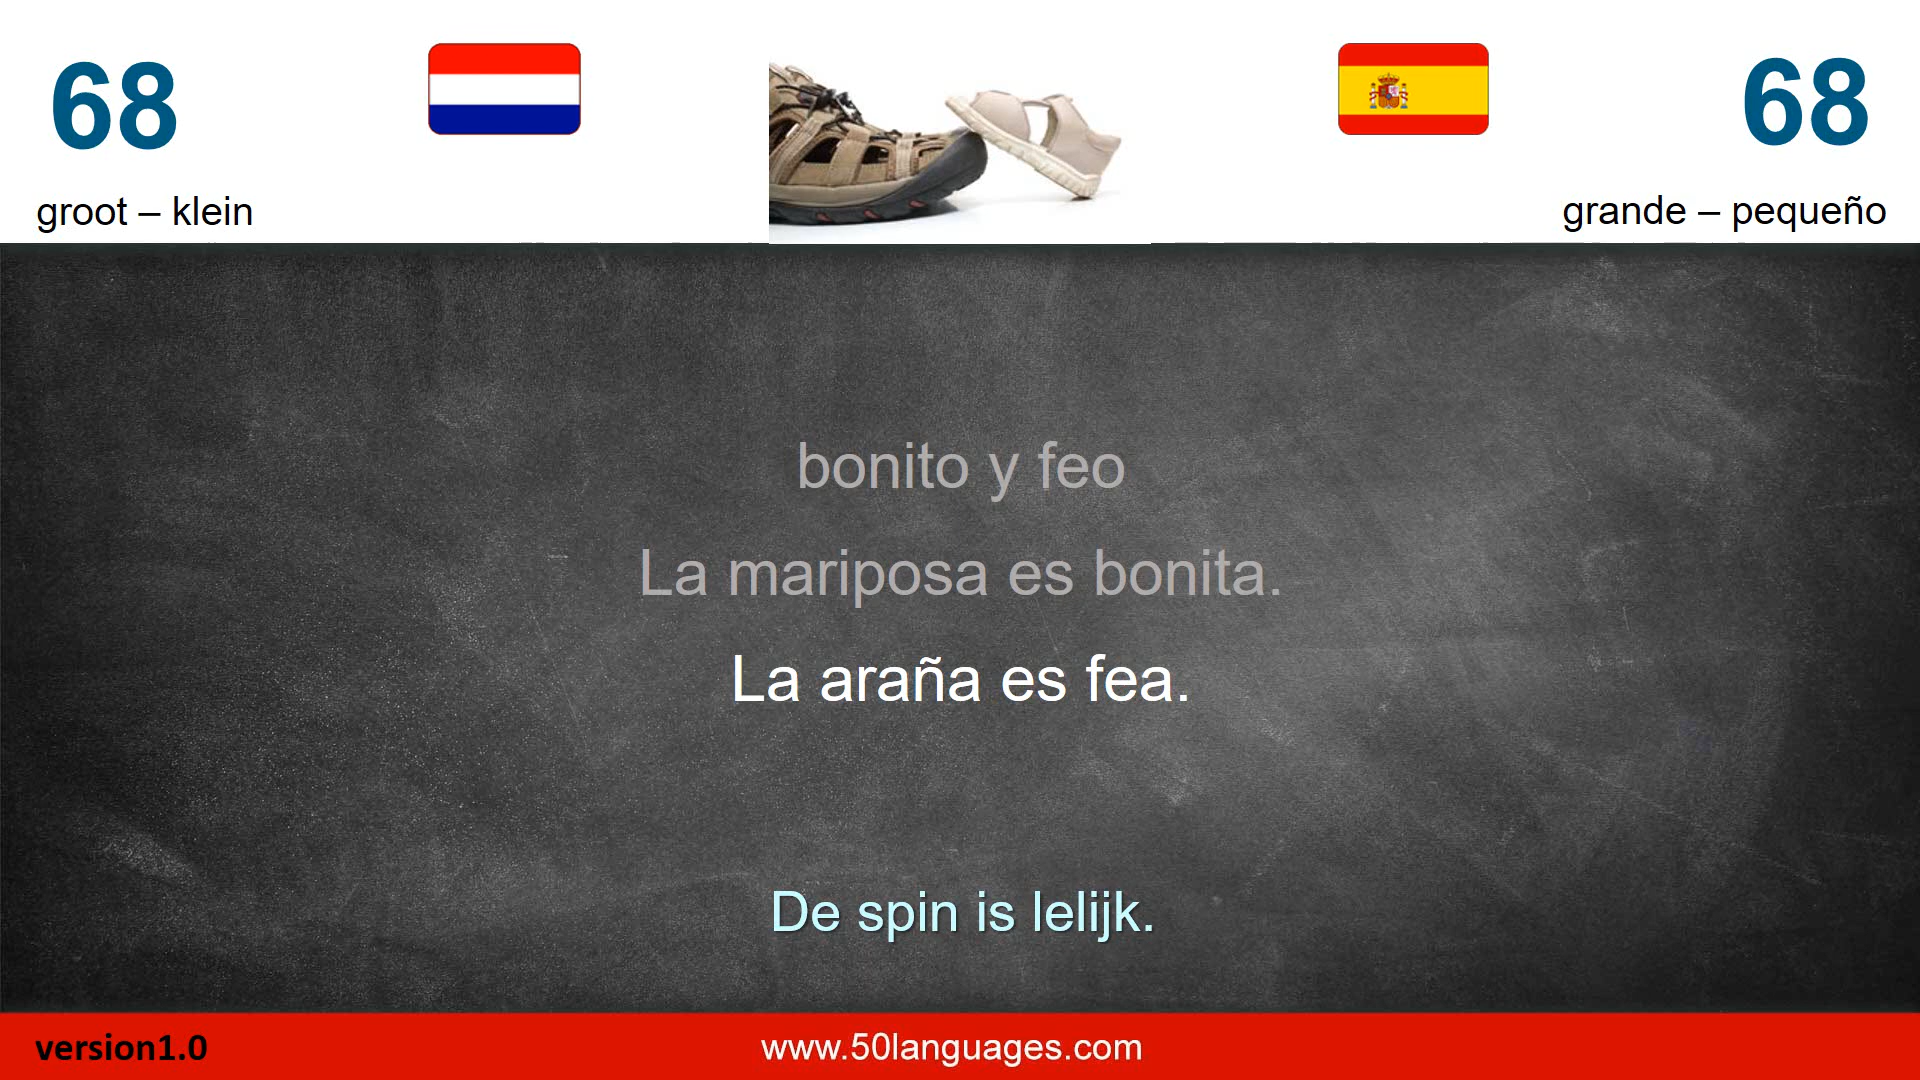 68
68
groot – klein
grande – pequeño
bonito y feo
La mariposa es bonita.
La araña es fea.
De spin is lelijk.
version1.0
www.50languages.com